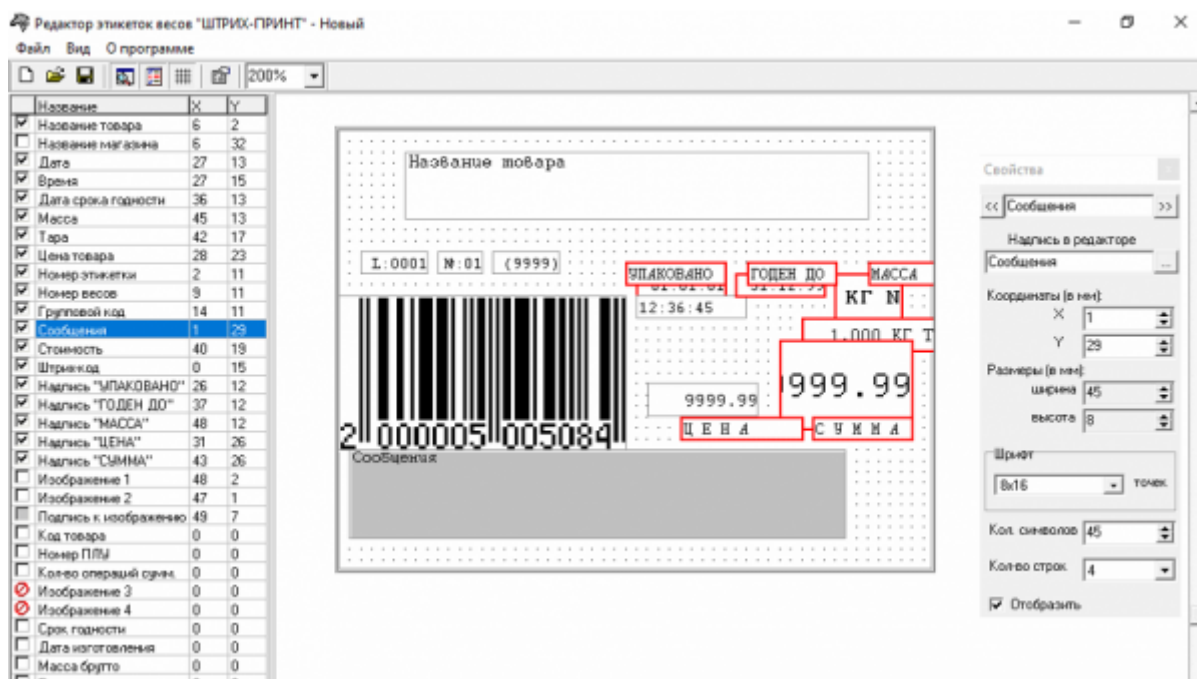 Редактор этикеток весов "ШТРИХ-ПРИНТ" - Новый
Файл Вид О программе
200%
Название X Y
Название товара 6 2
Название магазина 6 32
Дата 27 13
Время 27 15
Дата срока годности 36 13
Масса 45 13
Тара 42 17
Цена товара 28 23
Номер этикетки 2 11
Номер весов 9 11
Групповой код 14 11
Сообщения 1 29
Стоимость 40 19
Штрих-код 0 15
Надпись "УПАКОВАНО" 26 12
Надпись "ГОДЕН ДО" 37 12
Надпись "МАССА" 48 12
Надпись "ЦЕНА" 31 26
Надпись "СУММА" 43 26
Изображение 1 48 2
Изображение 2 47 1
Подпись к изображению 49 7
Код товара 0 0
Номер ПЛУ 0 0
Кол-во операций сумм. 0 0
Изображение 3 0 0
Изображение 4 0 0
Срок годности 0 0
Дата изготовления 0 0
Масса брутто 0 0
Название товара
L:0001 №:01 (9999)
УПАКОВАНО ГОДЕН ДО МАССА
12:36:45
КГ N
1.000 КГ Т
9999.99
9999.99
ЦЕНА СУММА
2 000005 005084
Сообщения
Свойства
<< Сообщения >>
Надпись в редакторе
Сообщения ...
Координаты (в мм):
X 1
Y 29
Размеры (в мм):
ширина 45
высота 8
Шрифт
8x16 точек
Кол. символов 45
Кол-во строк 4
Отобразить